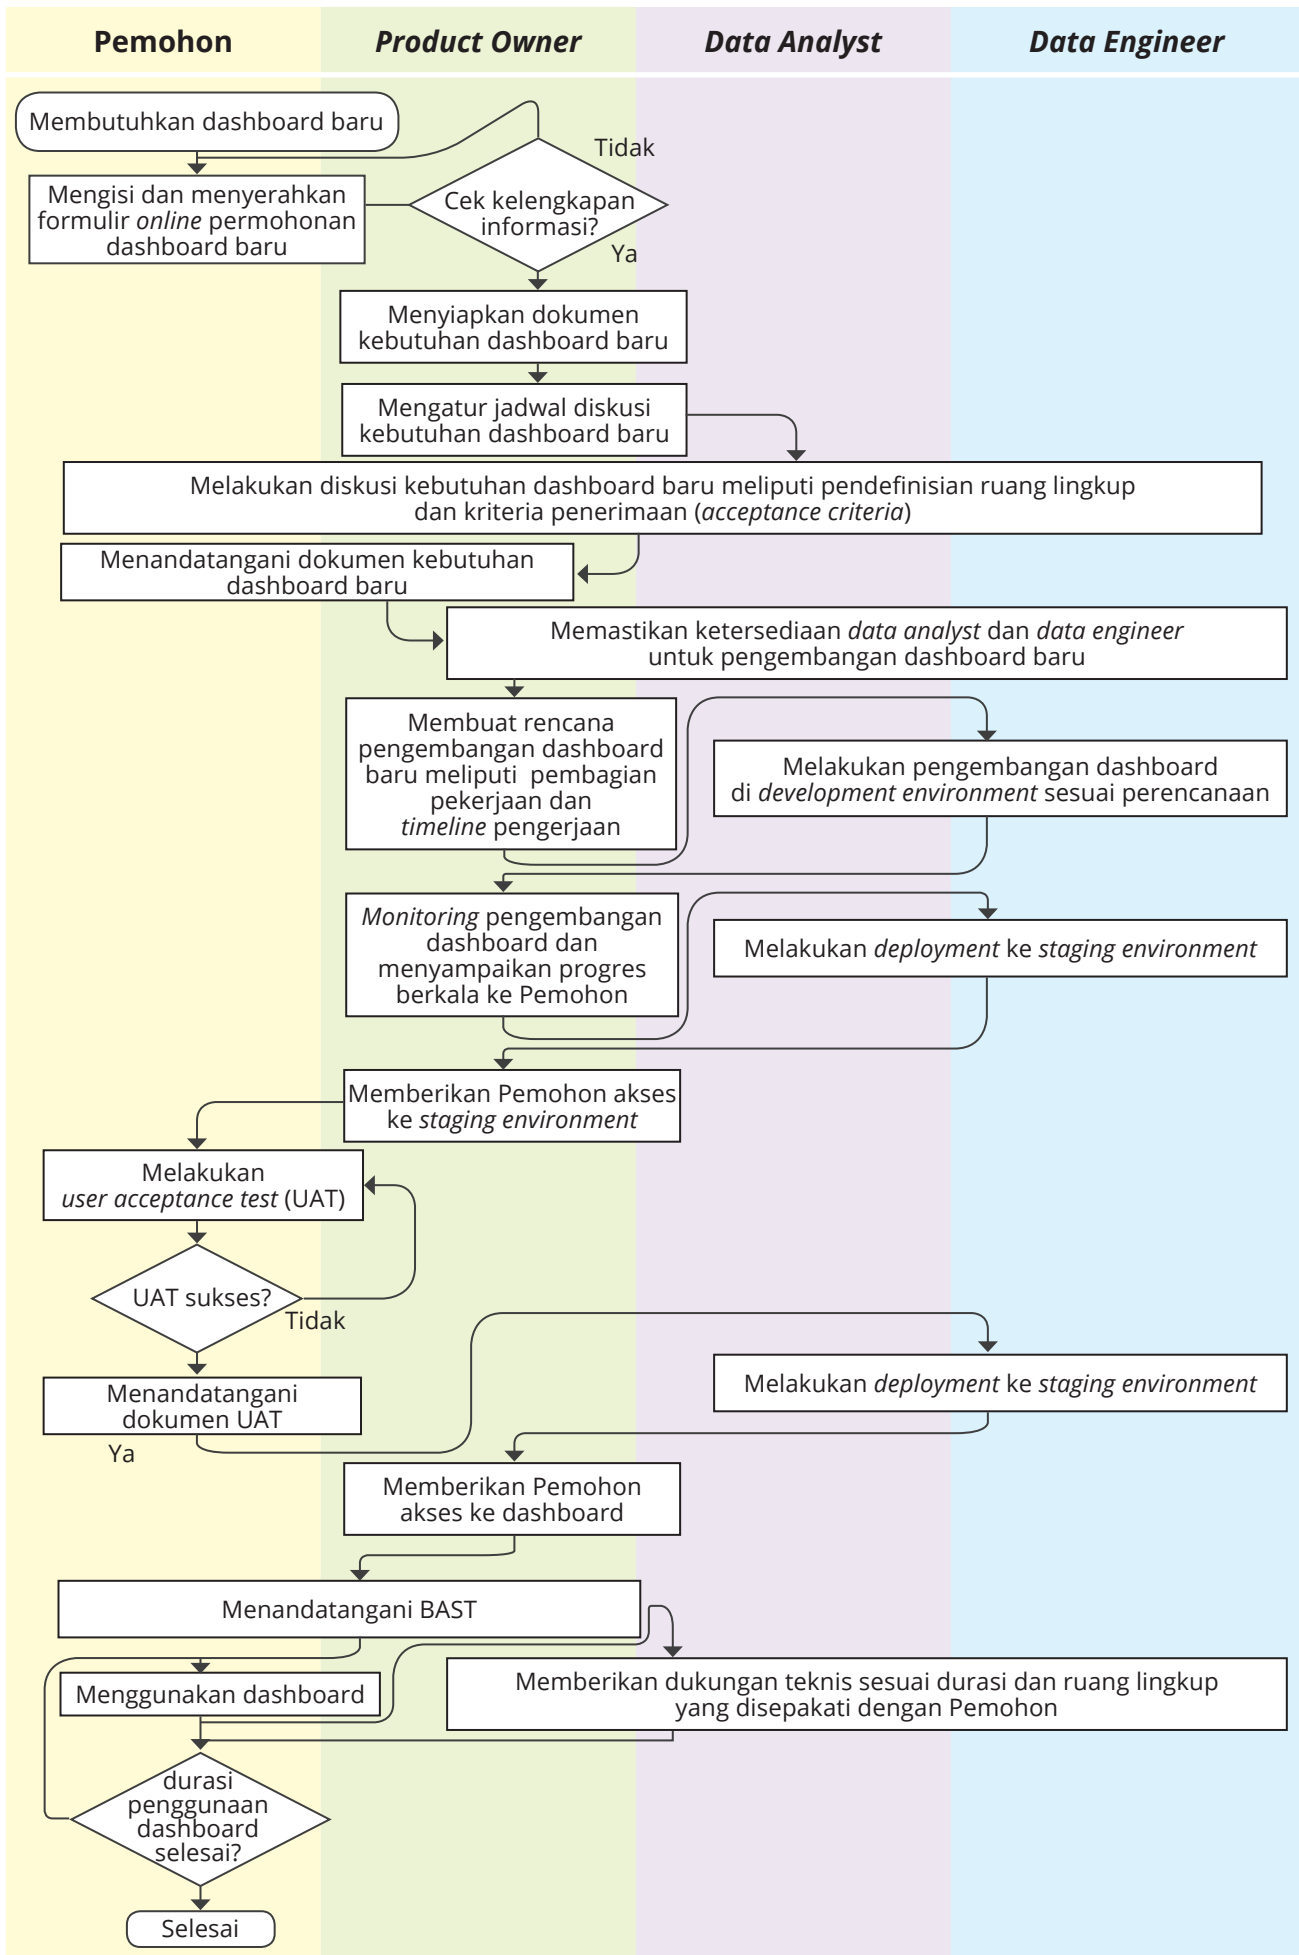 Pemohon
Product Owner
Data Analyst
Data Engineer
Membutuhkan dashboard baru
Tidak
Mengisi dan menyerahkan
formulir online permohonan
dashboard baru
Cek kelengkapan
informasi?
Ya
Menyiapkan dokumen
kebutuhan dashboard baru
Mengatur jadwal diskusi
kebutuhan dashboard baru
Melakukan diskusi kebutuhan dashboard baru meliputi pendefinisian ruang lingkup
dan kriteria penerimaan (acceptance criteria)
Menandatangani dokumen kebutuhan
dashboard baru
Memastikan ketersediaan data analyst dan data engineer
untuk pengembangan dashboard baru
Membuat rencana
pengembangan dashboard
baru meliputi pembagian
pekerjaan dan
timeline pengerjaan
Melakukan pengembangan dashboard
di development environment sesuai perencanaan
Monitoring pengembangan
dashboard dan
menyampaikan progres
berkala ke Pemohon
Melakukan deployment ke staging environment
Memberikan Pemohon akses
ke staging environment
Melakukan
user acceptance test (UAT)
UAT sukses?
Tidak
Melakukan deployment ke staging environment
Menandatangani
dokumen UAT
Ya
Memberikan Pemohon
akses ke dashboard
Menandatangani BAST
Menggunakan dashboard
Memberikan dukungan teknis sesuai durasi dan ruang lingkup
yang disepakati dengan Pemohon
durasi
penggunaan
dashboard
selesai?
Selesai